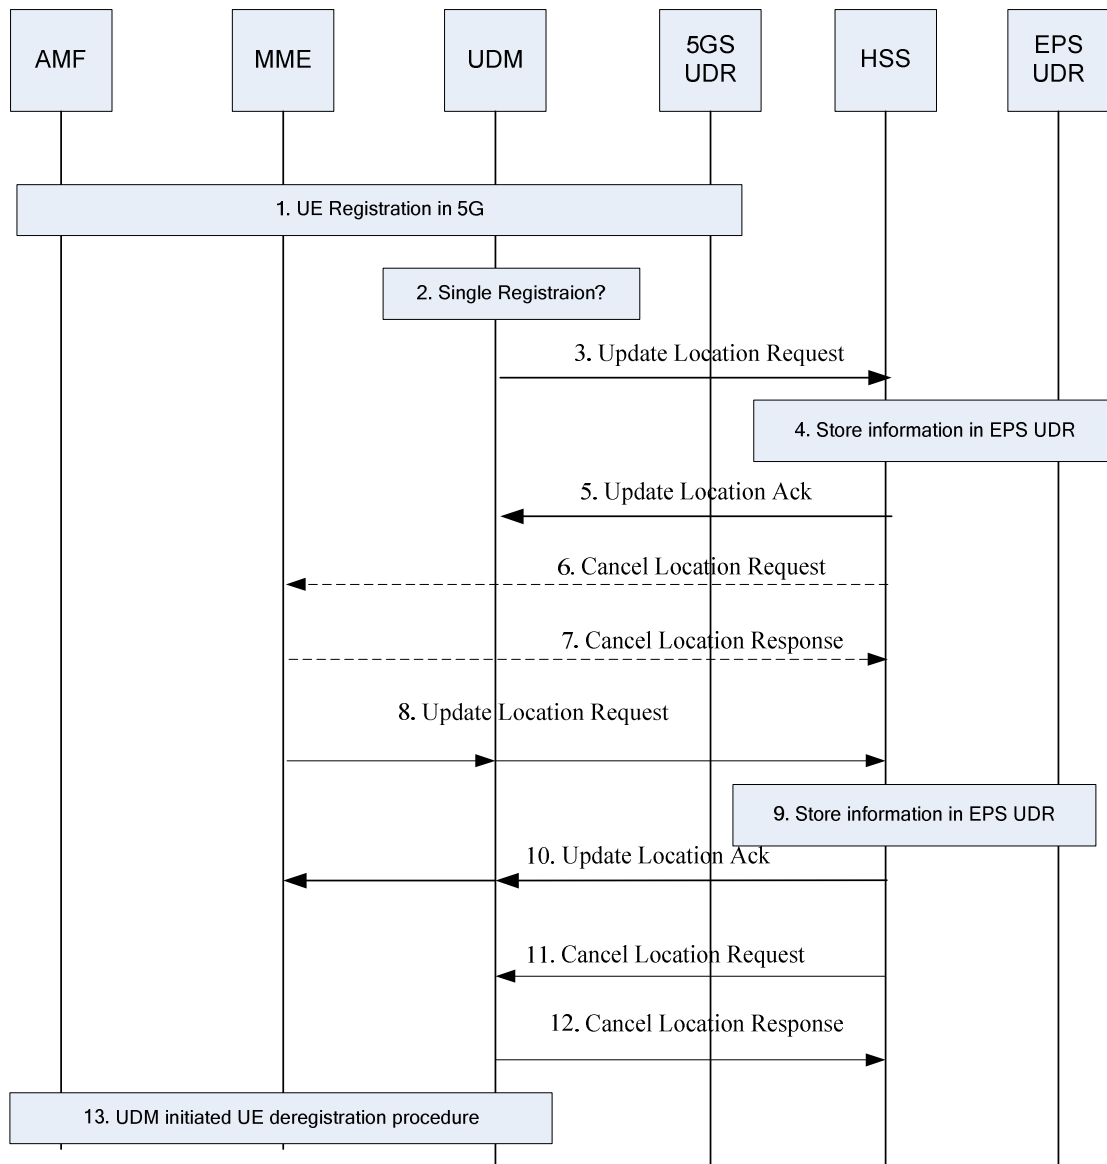 AMF
MME
UDM
5GS
UDR
HSS
EPS
UDR
1. UE Registration in 5G
2. Single Registraion?
3. Update Location Request
4. Store information in EPS UDR
5. Update Location Ack
6. Cancel Location Request
7. Cancel Location Response
8. Update Location Request
9. Store information in EPS UDR
10. Update Location Ack
11. Cancel Location Request
12. Cancel Location Response
13. UDM initiated UE deregistration procedure